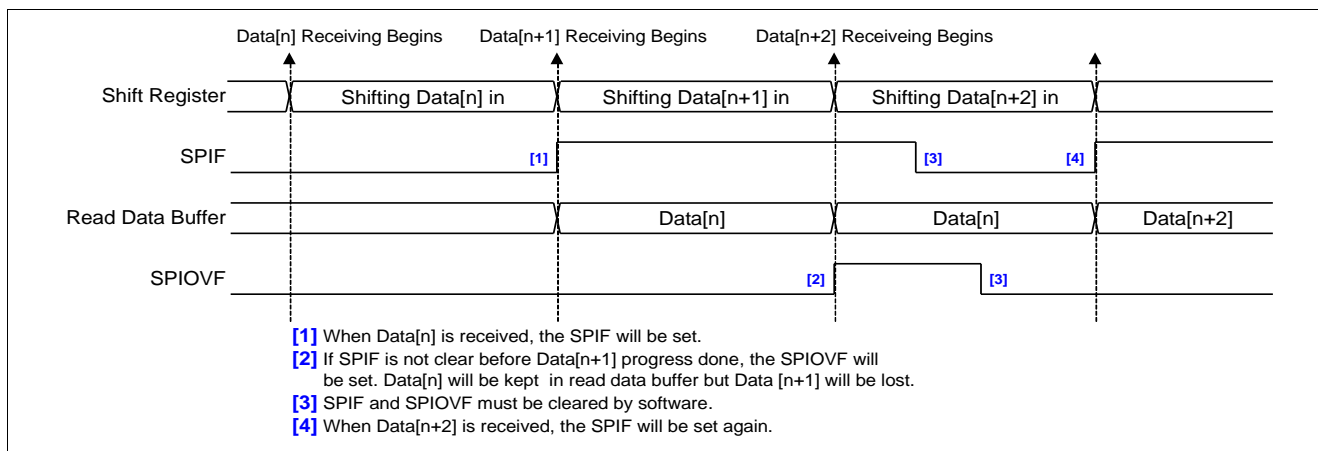 Data[n] Receiving Begins Data[n+1] Receiving Begins Data[n+2] Receiveing Begins
Shift Register Shifting Data[n] in Shifting Data[n+1] in Shifting Data[n+2] in
SPIF [1] [3] [4]
Read Data Buffer Data[n] Data[n] Data[n+2]
SPIOVF [2] [3]
[1] When Data[n] is received, the SPIF will be set.
[2] If SPIF is not clear before Data[n+1] progress done, the SPIOVF will
be set. Data[n] will be kept in read data buffer but Data [n+1] will be lost.
[3] SPIF and SPIOVF must be cleared by software.
[4] When Data[n+2] is received, the SPIF will be set again.